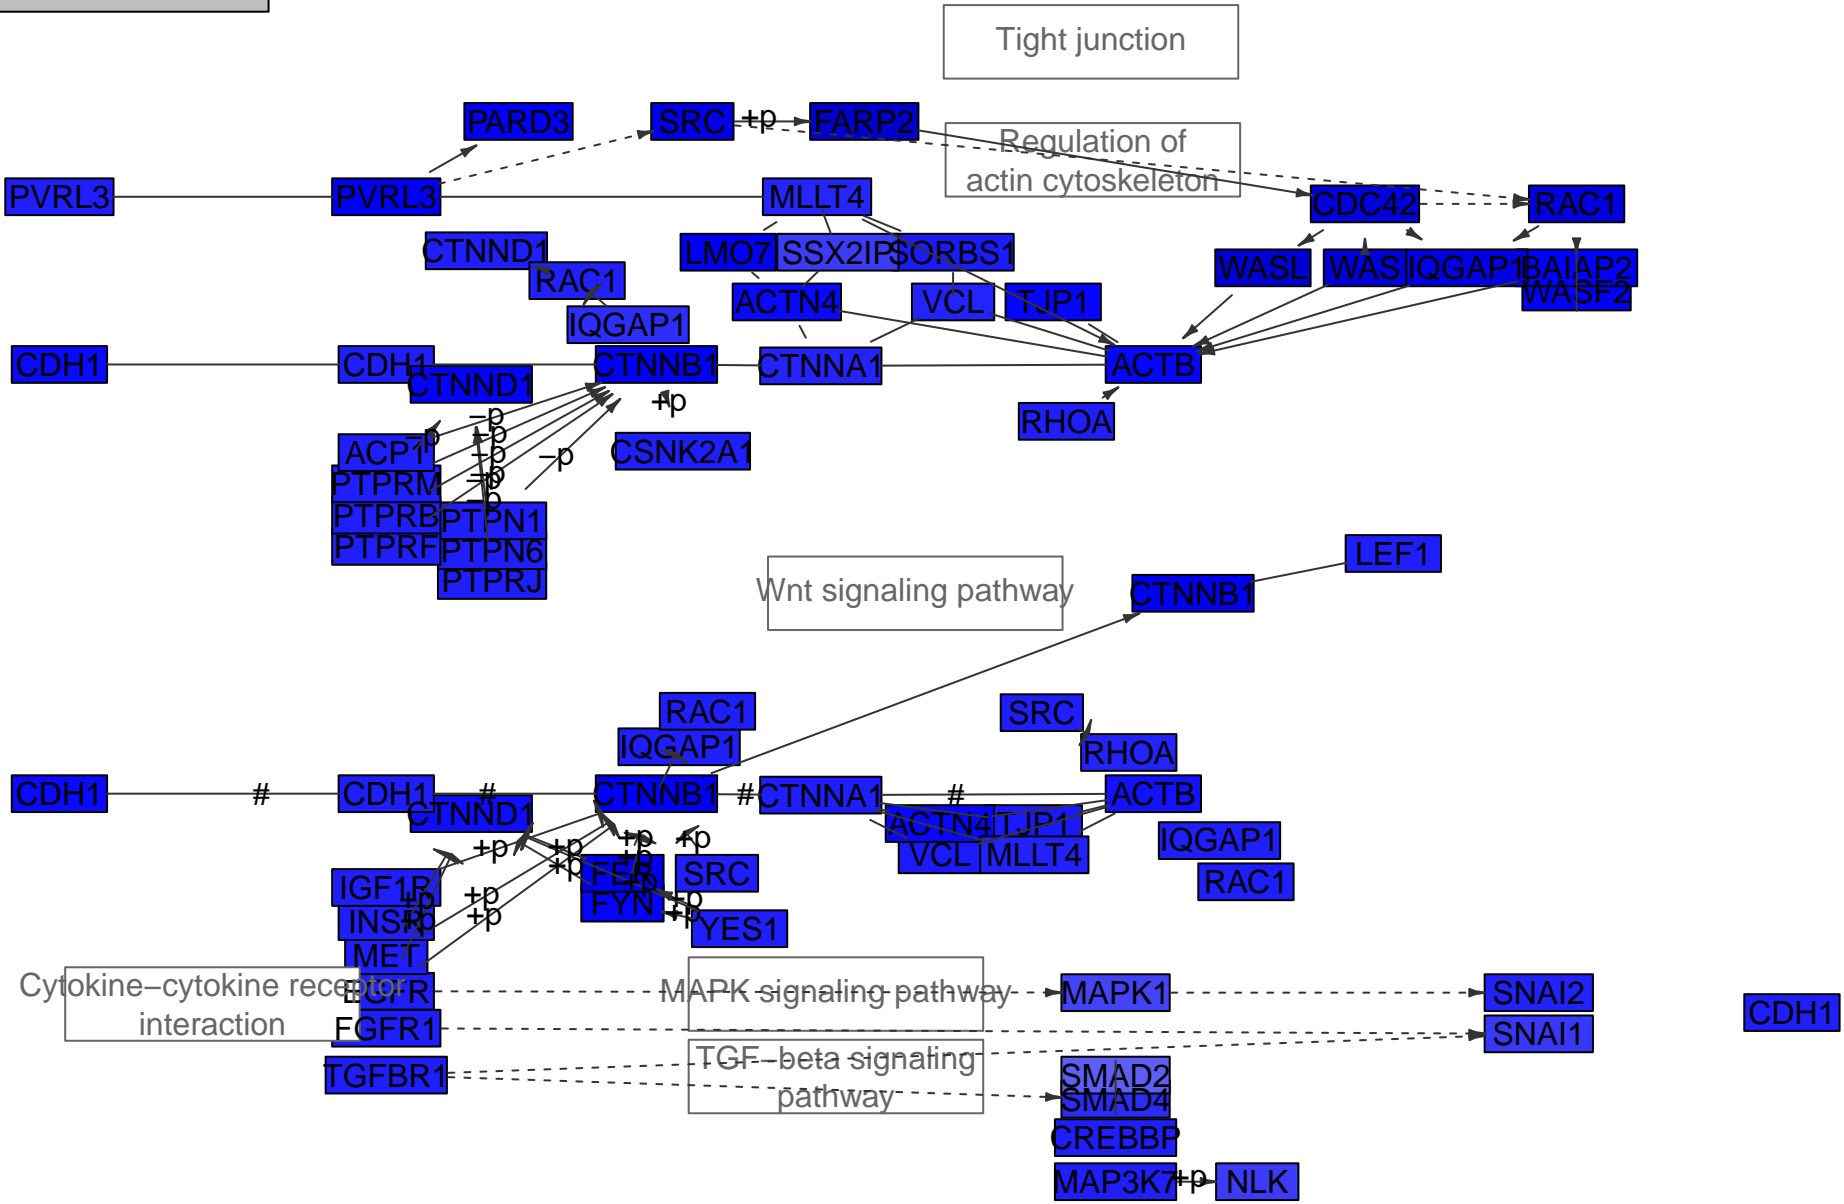 Tight junction
PARD3
SRC
+p
FARP2
Regulation of
actin cytoskeleton
PVRL3
PVRL3
MLLT4
CDC42
RAC1
CTNND1
LMO7
SSX2IP
SORBS1
RAC1
WASL
WAS
IQGAP1
BAIAP2
WASF2
ACTN4
VCL
TJP1
IQGAP1
CDH1
CDH1
CTNND1
CTNNB1
CTNNA1
ACTB
+p
RHOA
−p
−p
−p
−p
−p
−p
−p
−p
ACP1
CSNK2A1
PTPRM
PTPRB
PTPN1
PTPRF
PTPN6
PTPRJ
LEF1
Wnt signaling pathway
CTNNB1
RAC1
SRC
IQGAP1
RHOA
CDH1
#
CDH1
#
CTNNB1
#
CTNNA1
#
ACTB
CTNND1
ACTN4
TJP1
+p
+p
+p
+p
IQGAP1
VCL
MLLT4
+p
+p
IGF1R
FER
+p
SRC
RAC1
+p
+p
+p
INSR
+p
+p
FYN
+p
YES1
MET
Cytokine−cytokine receptor
interaction
EGFR
MAPK signaling pathway
MAPK1
SNAI2
CDH1
FGFR1
SNAI1
TGF−beta signaling
pathway
TGFBR1
SMAD2
SMAD4
CREBBP
MAP3K7
+p
NLK